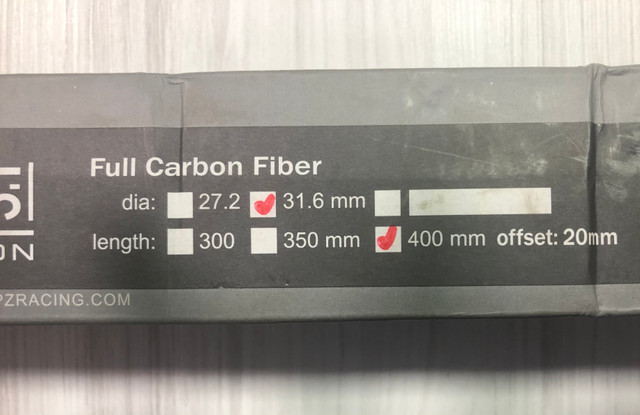 Full Carbon Fiber
dia: 27.2 31.6 mm
length: 300 350 mm 400 mm offset: 20mm
PZRACING.COM